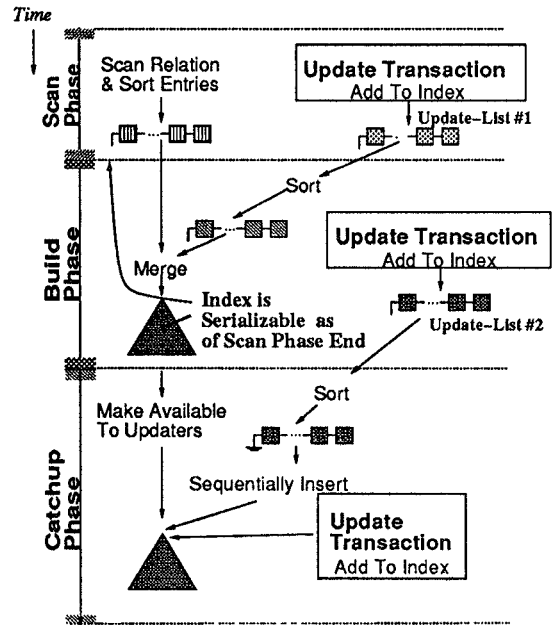 Time
Scan
Phase
Scan Relation
& Sort Entries
Update Transaction
Add To Index
Update-List #1
Build
Phase
Sort
Merge
Update Transaction
Add To Index
Update-List #2
Index is
Serializable as
of Scan Phase End
Catchup
Phase
Make Available
To Updaters
Sort
Sequentially Insert
Update
Transaction
Add To Index